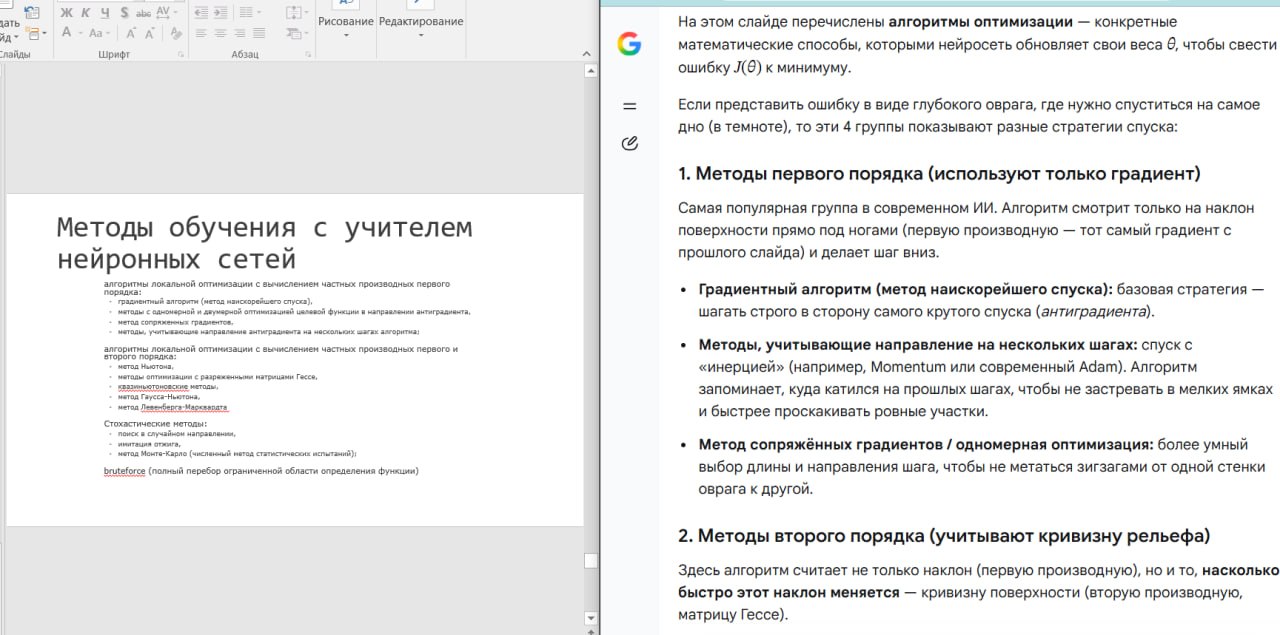 дать
йд
Слайды
Ж К Ч S abc AV
А Аа А А
Шрифт
Абзац
Рисование
Редактирование
Методы обучения с учителем
нейронных сетей
алгоритмы локальной оптимизации с вычислением частных производных первого
порядка:
- градиентный алгоритм (метод наискорейшего спуска),
- методы с одномерной и двумерной оптимизацией целевой функции в направлении антиградиента,
- метод сопряженных градиентов,
- методы, учитывающие направление антиградиента на нескольких шагах алгоритма;
алгоритмы локальной оптимизации с вычислением частных производных первого и
второго порядка:
- метод Ньютона,
- методы оптимизации с разреженными матрицами Гессе,
- квазиньютоновские методы,
- метод Гаусса-Ньютона,
- метод Левенберга-Марквардта
Стохастические методы:
- поиск в случайном направлении,
- имитация отжига,
- метод Монте-Карло (численный метод статистических испытаний);
bruteforce (полный перебор ограниченной области определения функции)
На этом слайде перечислены алгоритмы оптимизации — конкретные
математические способы, которыми нейросеть обновляет свои веса θ, чтобы свести
ошибку J(θ) к минимуму.
Если представить ошибку в виде глубокого оврага, где нужно спуститься на самое
дно (в темноте), то эти 4 группы показывают разные стратегии спуска:
1. Методы первого порядка (используют только градиент)
Самая популярная группа в современном ИИ. Алгоритм смотрит только на наклон
поверхности прямо под ногами (первую производную — тот самый градиент с
прошлого слайда) и делает шаг вниз.
• Градиентный алгоритм (метод наискорейшего спуска): базовая стратегия —
шагать строго в сторону самого крутого спуска (антиградиента).
• Методы, учитывающие направление на нескольких шагах: спуск с
«инерцией» (например, Momentum или современный Adam). Алгоритм
запоминает, куда катился на прошлых шагах, чтобы не застревать в мелких ямках
и быстрее проскакивать ровные участки.
• Метод сопряжённых градиентов / одномерная оптимизация: более умный
выбор длины и направления шага, чтобы не метаться зигзагами от одной стенки
оврага к другой.
2. Методы второго порядка (учитывают кривизну рельефа)
Здесь алгоритм считает не только наклон (первую производную), но и то, насколько
быстро этот наклон меняется — кривизну поверхности (вторую производную,
матрицу Гессе).